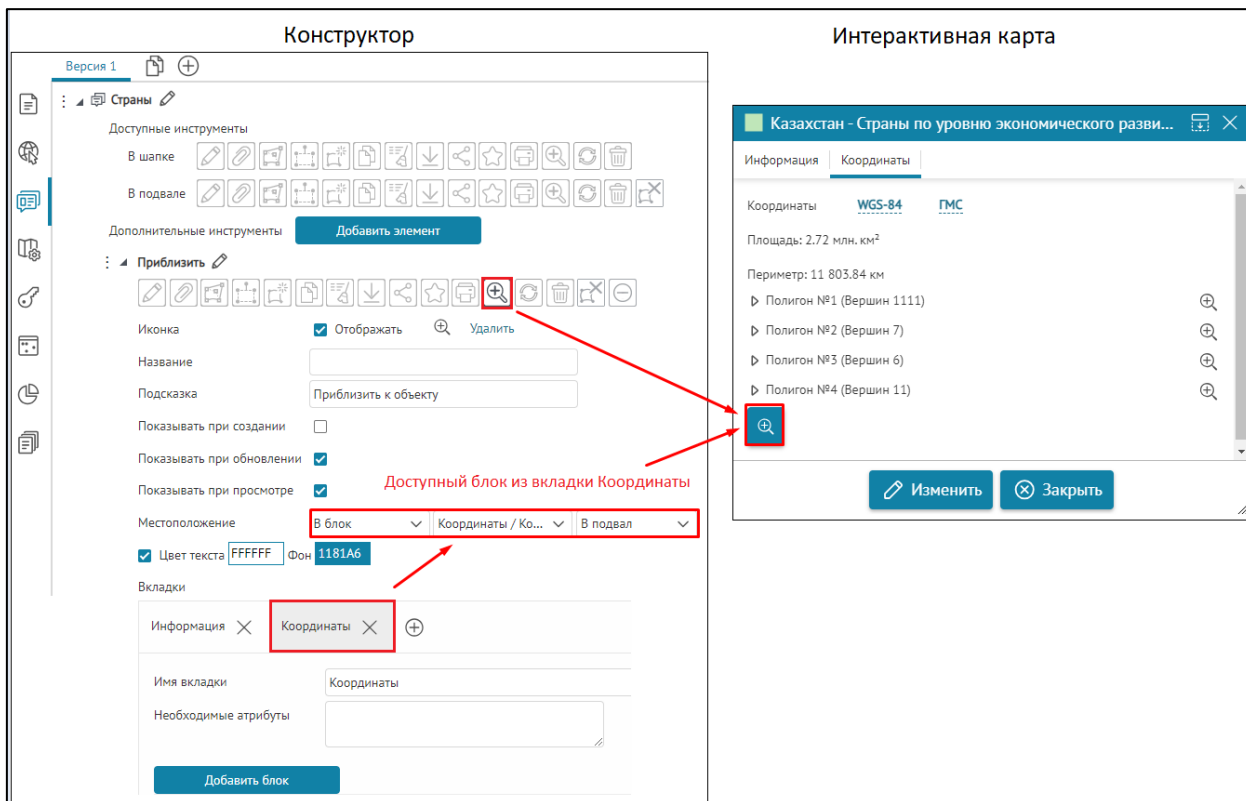 Конструктор
Версия 1
Страны
Доступные инструменты
В шапке
В подвале
Дополнительные инструменты Добавить элемент
Приблизить
Иконка Отображать Удалить
Название
Подсказка Приблизить к объекту
Показывать при создании
Показывать при обновлении
Показывать при просмотре
Доступный блок из вкладки Координаты
Местоположение В блок Координаты / Ко... В подвал
Цвет текста FFFFFF Фон 1181A6
Вкладки
Информация Координаты
Имя вкладки Координаты
Необходимые атрибуты
Добавить блок
Интерактивная карта
Казахстан - Страны по уровню экономического разви...
Информация Координаты
Координаты WGS-84 ГМС
Площадь: 2.72 млн. км²
Периметр: 11 803.84 км
Полигон №1 (Вершин 1111)
Полигон №2 (Вершин 7)
Полигон №3 (Вершин 6)
Полигон №4 (Вершин 11)
Изменить Закрыть